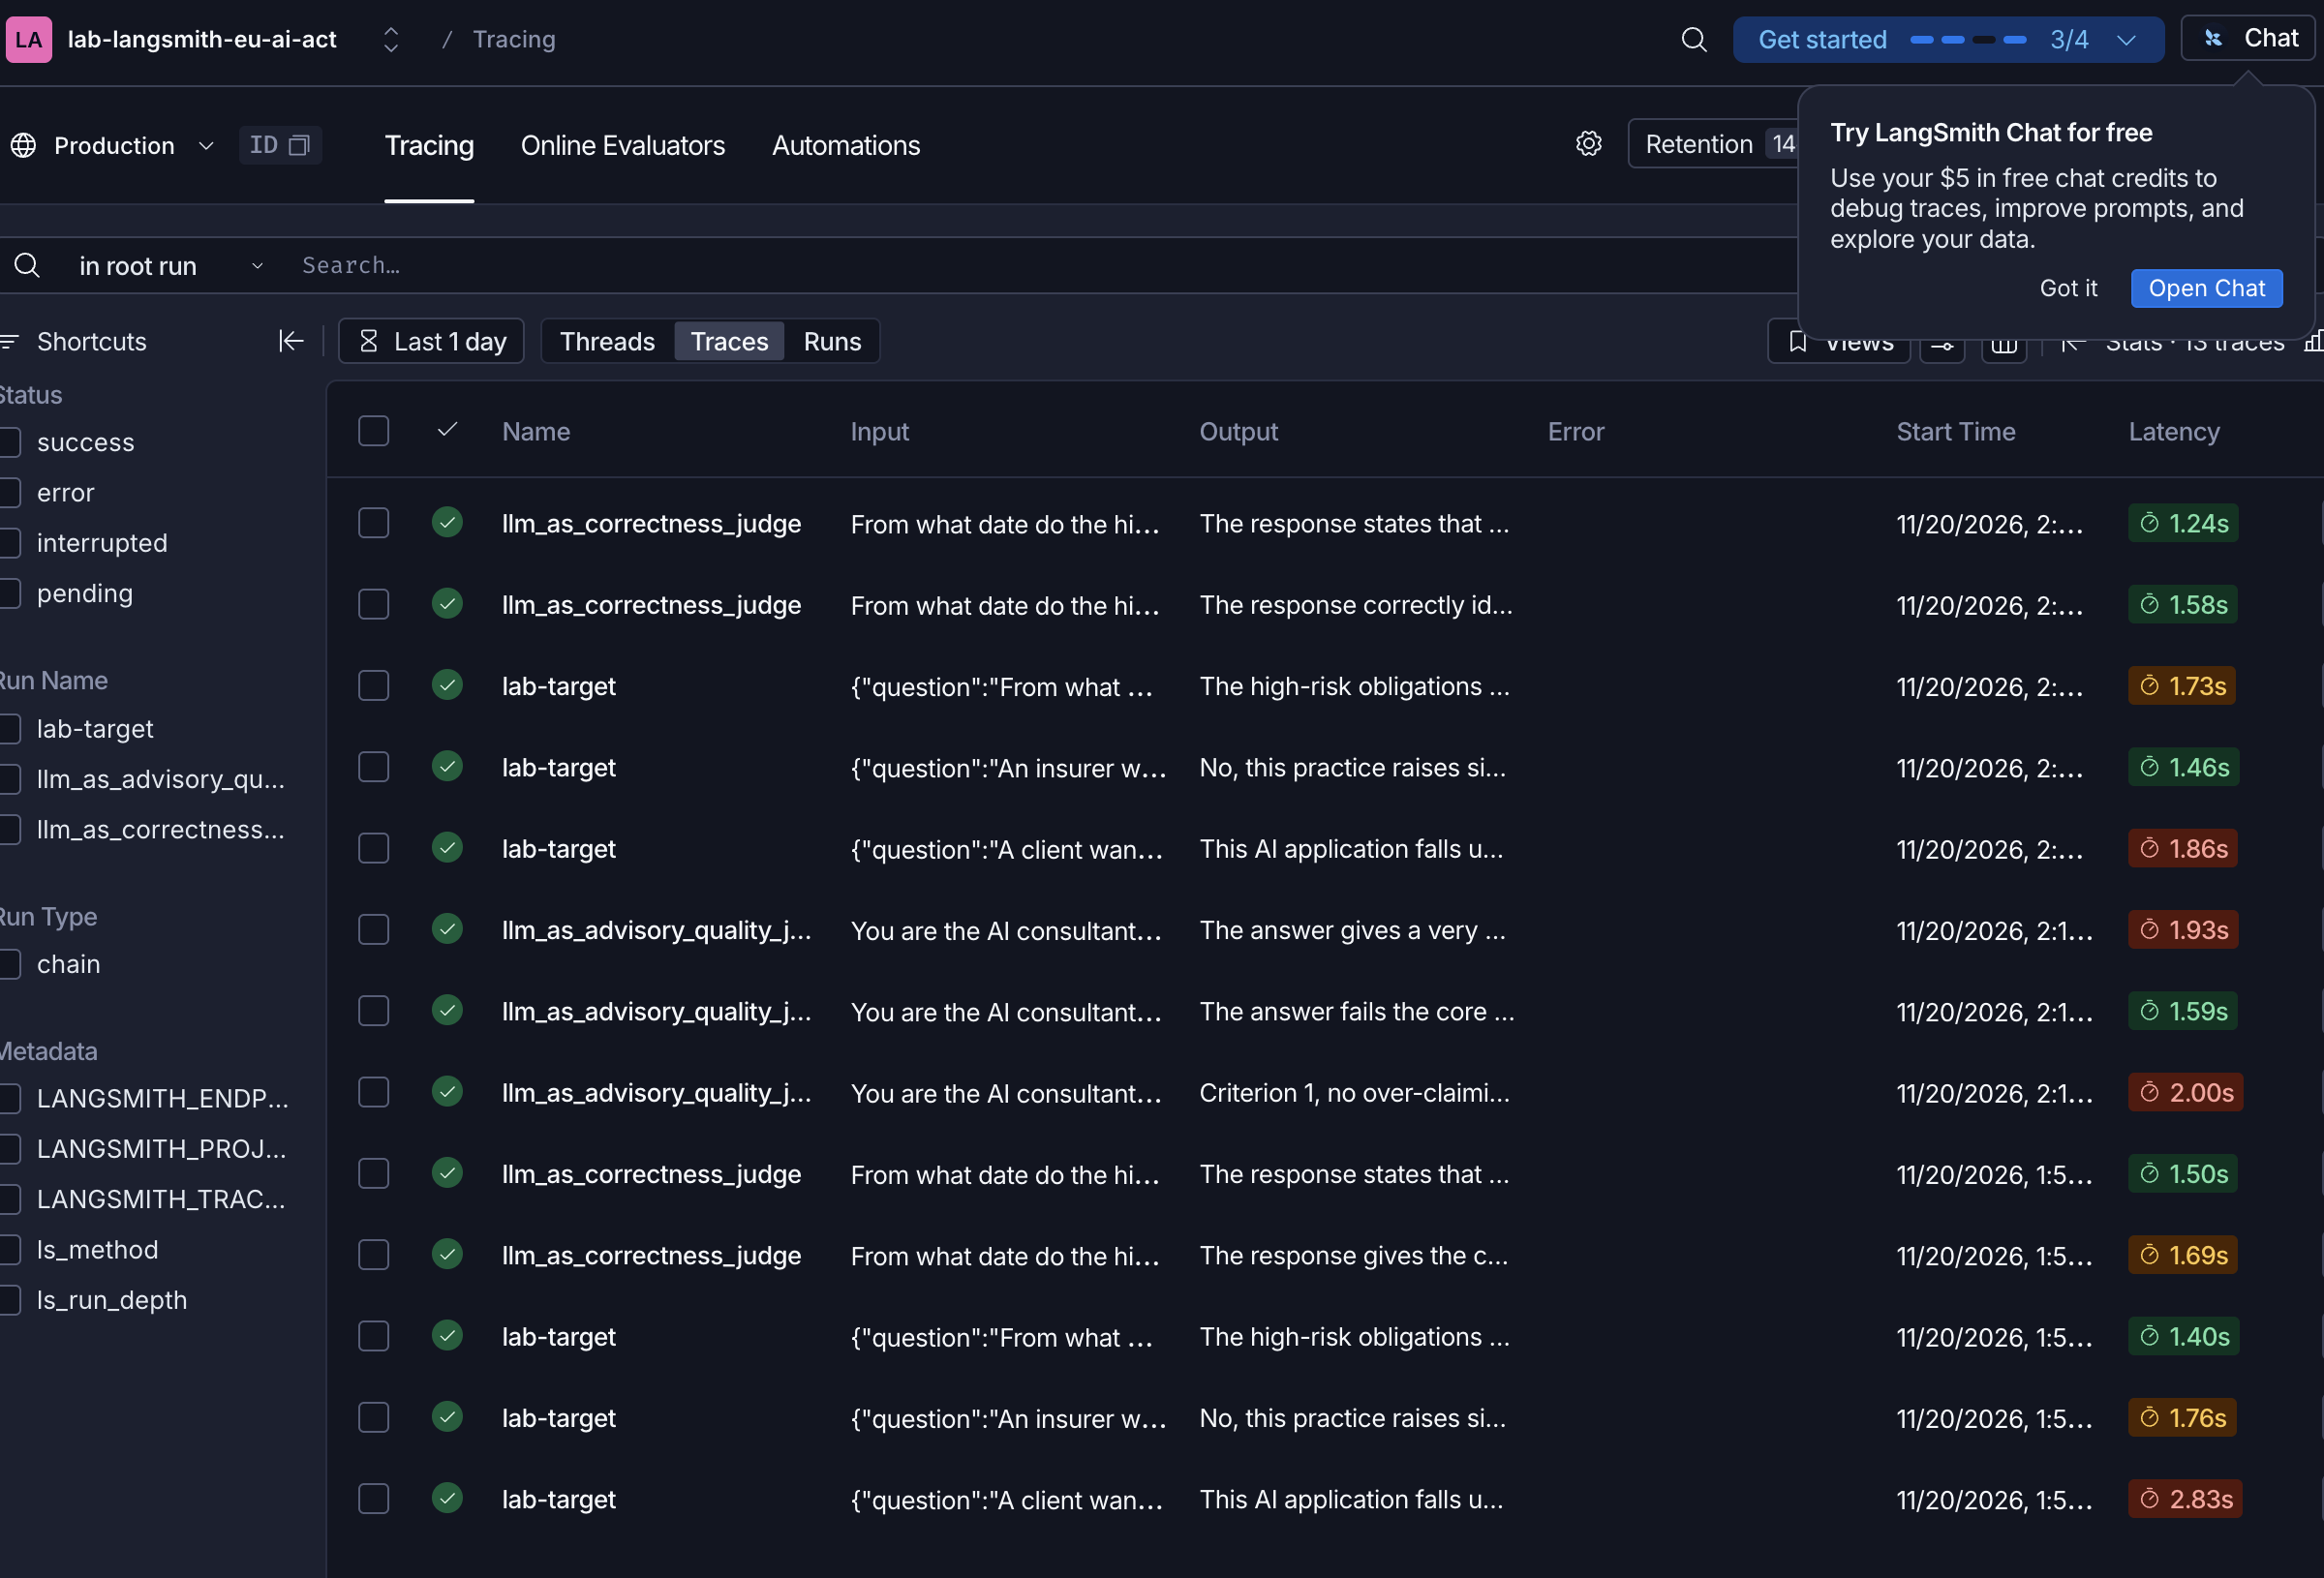 LA lab-langsmith-eu-ai-act / Tracing Get started 3/4 Chat
Production ID Tracing Online Evaluators Automations Retention 14
Try LangSmith Chat for free
Use your $5 in free chat credits to
debug traces, improve prompts, and
explore your data.
Got it Open Chat
in root run Search...
Shortcuts Last 1 day Threads Traces Runs Views Stats · 13 traces
Status
success
error
interrupted
pending
Run Name
lab-target
llm_as_advisory_qu...
llm_as_correctness...
Run Type
chain
Metadata
LANGSMITH_ENDP...
LANGSMITH_PROJ...
LANGSMITH_TRAC...
ls_method
ls_run_depth
Name Input Output Error Start Time Latency
llm_as_correctness_judge From what date do the hi... The response states that ... 11/20/2026, 2:... 1.24s
llm_as_correctness_judge From what date do the hi... The response correctly id... 11/20/2026, 2:... 1.58s
lab-target {"question":"From what ... The high-risk obligations ... 11/20/2026, 2:... 1.73s
lab-target {"question":"An insurer w... No, this practice raises si... 11/20/2026, 2:... 1.46s
lab-target {"question":"A client wan... This AI application falls u... 11/20/2026, 2:... 1.86s
llm_as_advisory_quality_j... You are the AI consultant... The answer gives a very ... 11/20/2026, 2:1... 1.93s
llm_as_advisory_quality_j... You are the AI consultant... The answer fails the core ... 11/20/2026, 2:1... 1.59s
llm_as_advisory_quality_j... You are the AI consultant... Criterion 1, no over-claimi... 11/20/2026, 2:1... 2.00s
llm_as_correctness_judge From what date do the hi... The response states that ... 11/20/2026, 1:5... 1.50s
llm_as_correctness_judge From what date do the hi... The response gives the c... 11/20/2026, 1:5... 1.69s
lab-target {"question":"From what ... The high-risk obligations ... 11/20/2026, 1:5... 1.40s
lab-target {"question":"An insurer w... No, this practice raises si... 11/20/2026, 1:5... 1.76s
lab-target {"question":"A client wan... This AI application falls u... 11/20/2026, 1:5... 2.83s